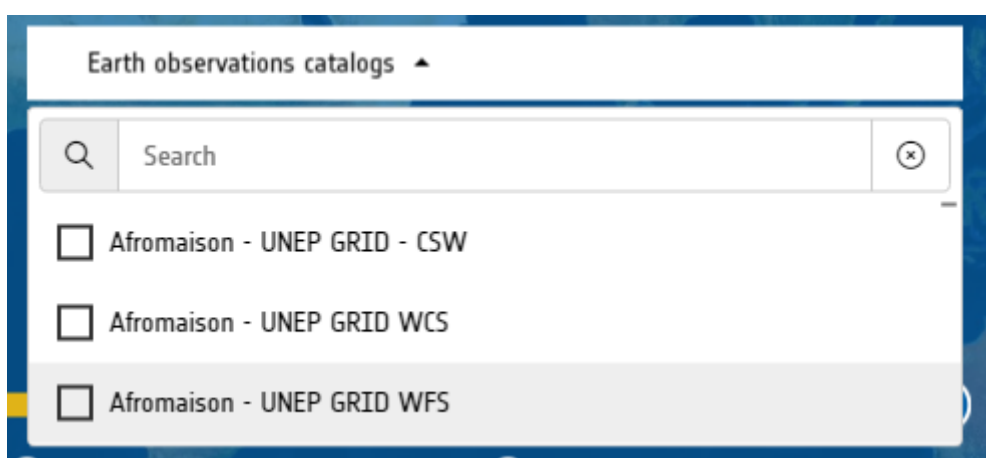 Earth observations catalogs
Search
Afromaison - UNEP GRID - CSW
Afromaison - UNEP GRID WCS
Afromaison - UNEP GRID WFS